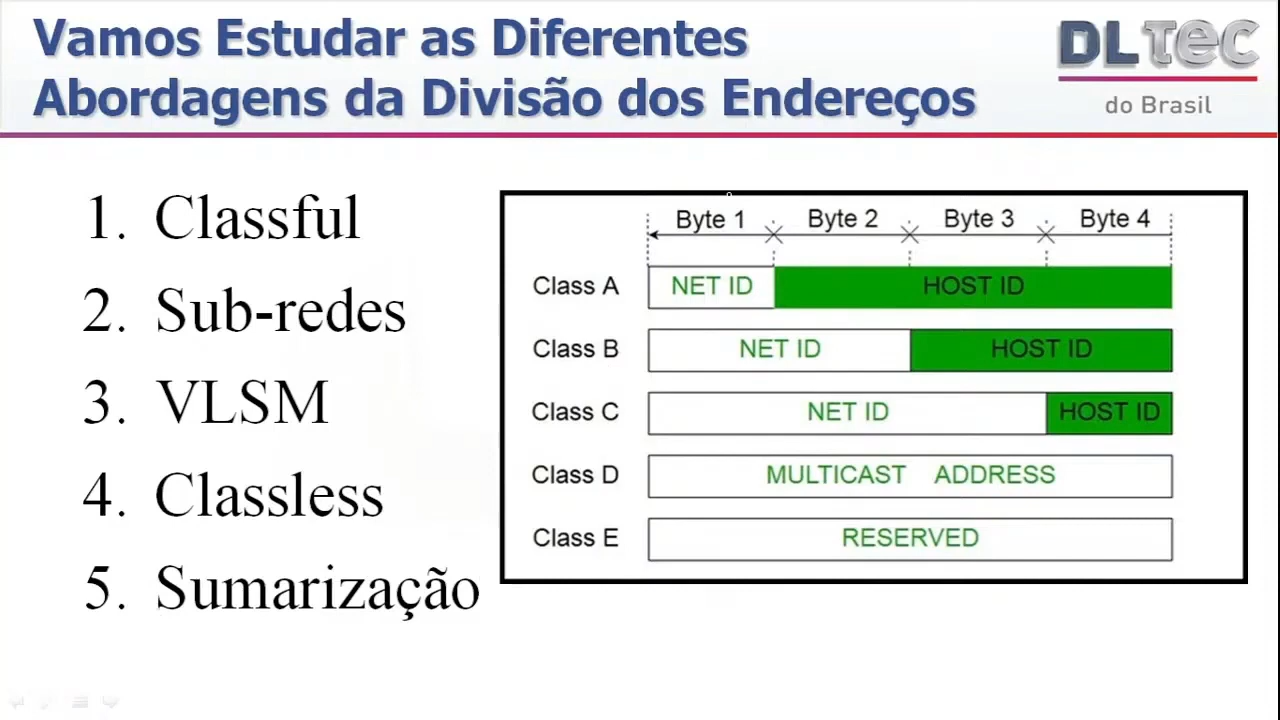 Vamos Estudar as Diferentes
Abordagens da Divisão dos Endereços
DLTEC
do Brasil
1. Classful
2. Sub-redes
3. VLSM
4. Classless
5. Sumarização
Byte 1 Byte 2 Byte 3 Byte 4
Class A NET ID HOST ID
Class B NET ID HOST ID
Class C NET ID HOST ID
Class D MULTICAST ADDRESS
Class E RESERVED